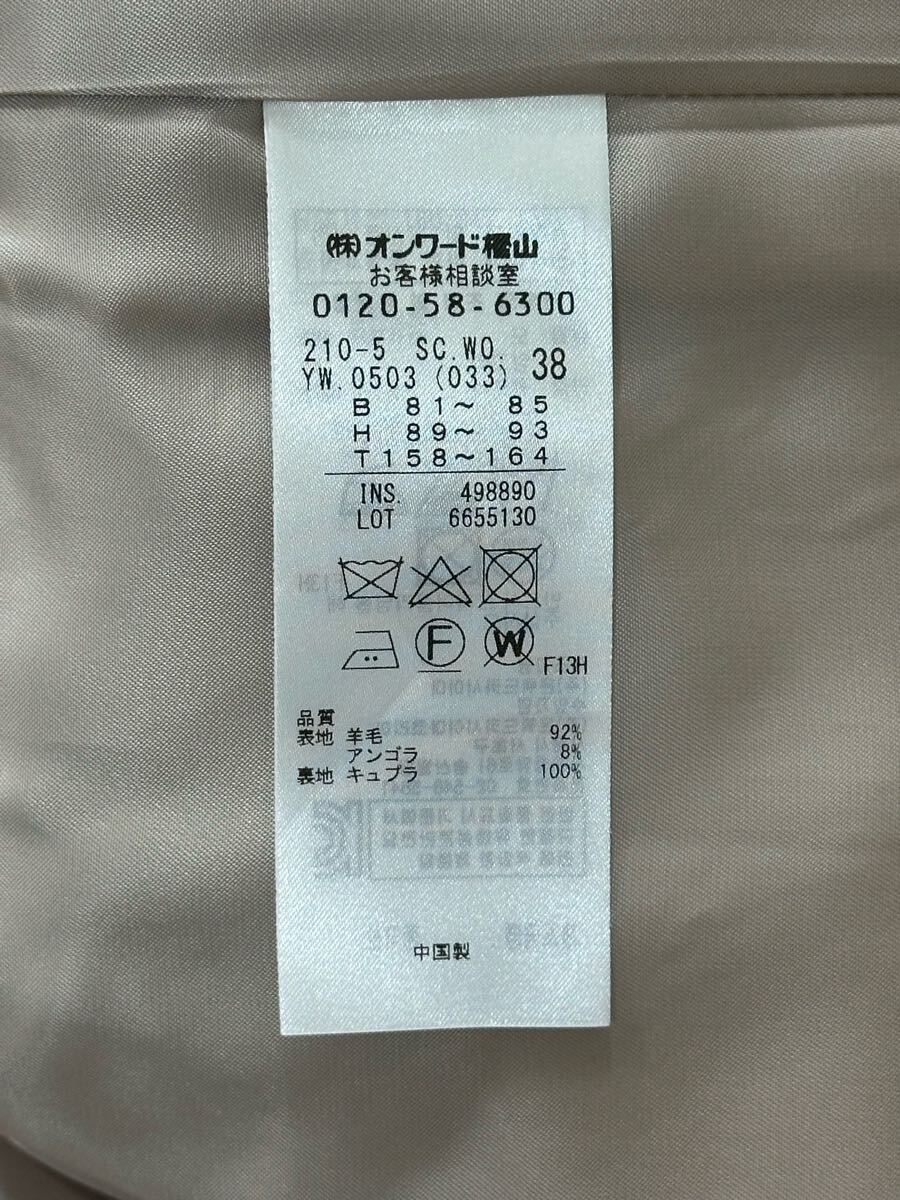 (株)オンワード樫山
お客様相談室
0120-58-6300
210-5 SC.WO. 38
YW.0503 (033)
B 81～ 85
H 89～ 93
T158～164
INS. 498890
LOT 6655130
F W
F13H
品質
表地 羊毛 92%
アンゴラ 8%
裏地 キュプラ 100%
中国製